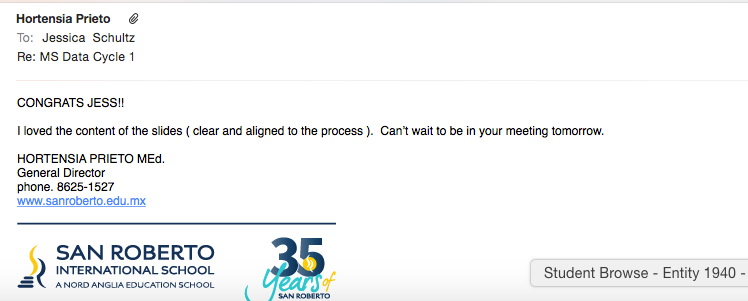 Hortensia Prieto
To: Jessica Schultz
Re: MS Data Cycle 1
CONGRATS JESS!!
I loved the content of the slides ( clear and aligned to the process ).  Can't wait to be in your meeting tomorrow.
HORTENSIA PRIETO MEd.
General Director
phone. 8625-1527
www.sanroberto.edu.mx
SAN ROBERTO
INTERNATIONAL SCHOOL
A NORD ANGLIA EDUCATION SCHOOL
35
Years of
SAN ROBERTO
Student Browse - Entity 1940 -